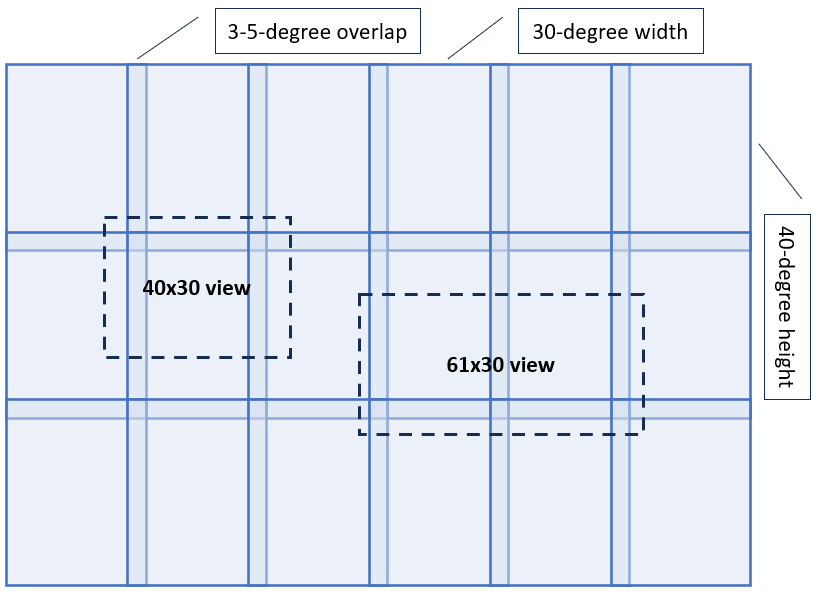 3-5-degree overlap
30-degree width
40-degree height
40x30 view
61x30 view